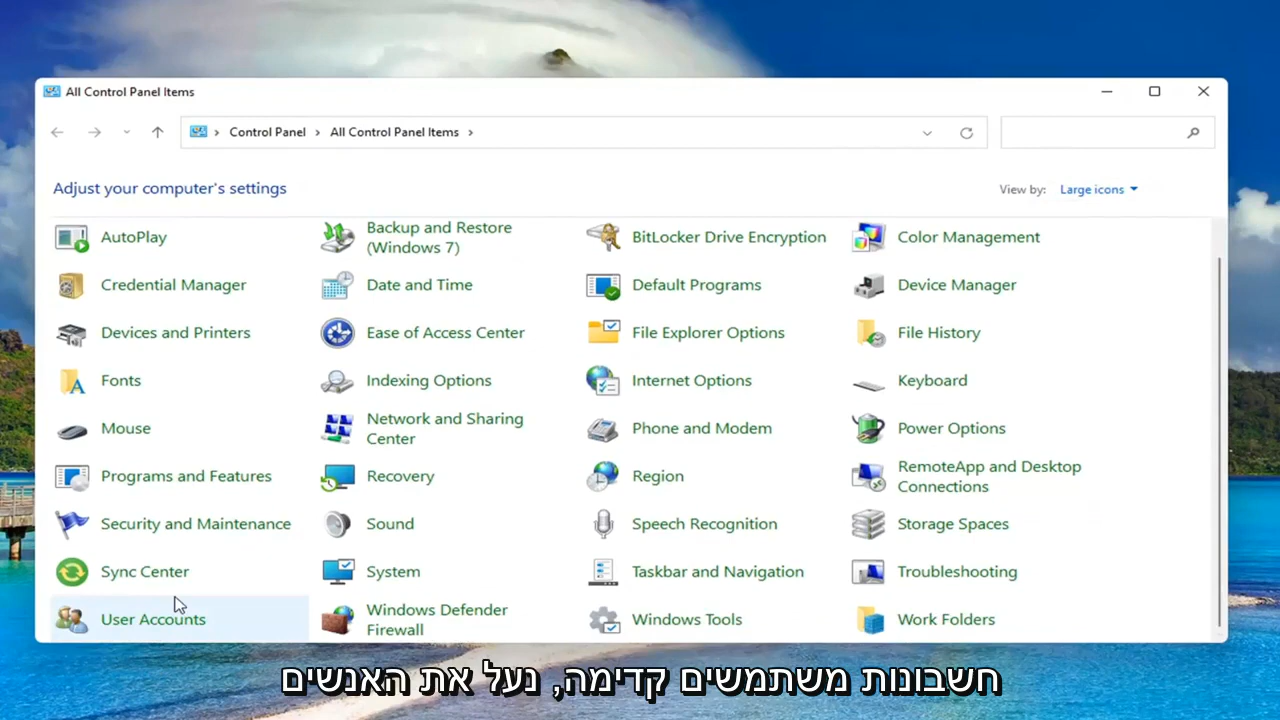 All Control Panel Items
Control Panel › All Control Panel Items ›
Adjust your computer's settings
View by: Large icons
AutoPlay
Backup and Restore
(Windows 7)
BitLocker Drive Encryption
Color Management
Credential Manager
Date and Time
Default Programs
Device Manager
Devices and Printers
Ease of Access Center
File Explorer Options
File History
Fonts
Indexing Options
Internet Options
Keyboard
Mouse
Network and Sharing
Center
Phone and Modem
Power Options
Programs and Features
Recovery
Region
RemoteApp and Desktop
Connections
Security and Maintenance
Sound
Speech Recognition
Storage Spaces
Sync Center
System
Taskbar and Navigation
Troubleshooting
User Accounts
Windows Defender
Firewall
Windows Tools
Work Folders
חשבונות משתמשים קדימה, נעל את האנשים